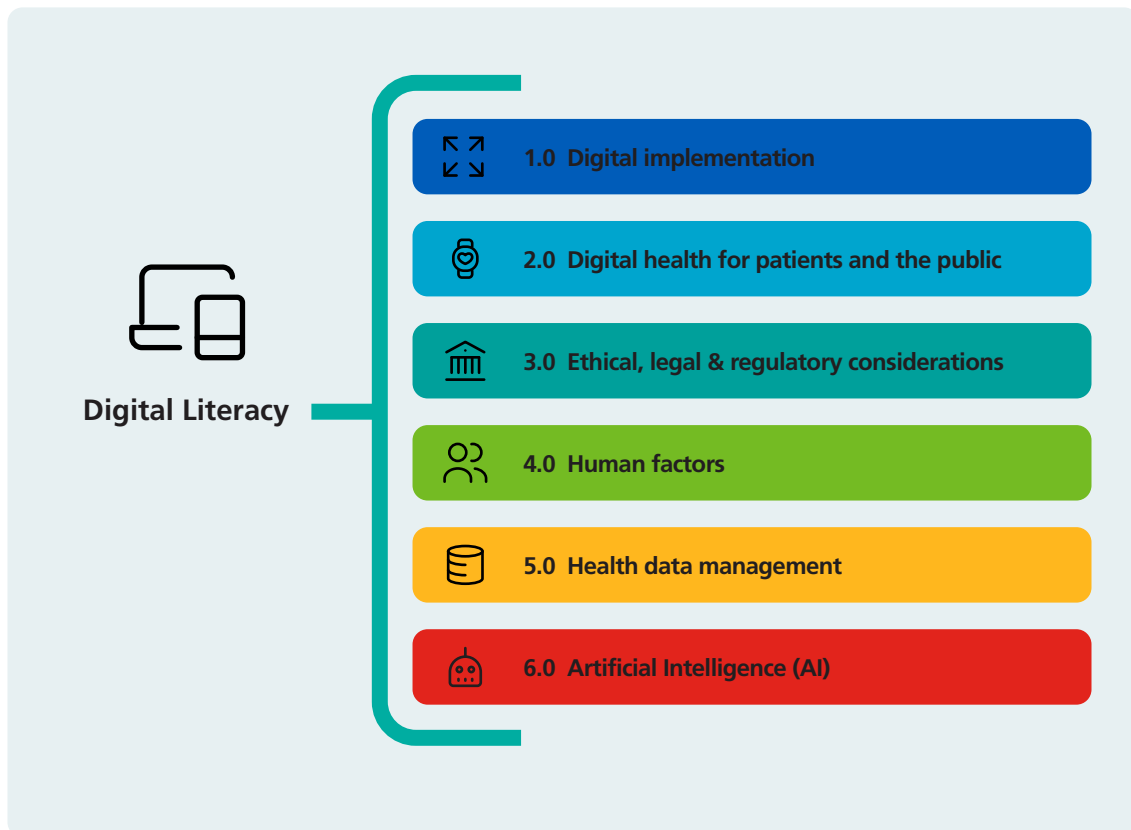 Digital Literacy
1.0 Digital implementation
2.0 Digital health for patients and the public
3.0 Ethical, legal & regulatory considerations
4.0 Human factors
5.0 Health data management
6.0 Artificial Intelligence (AI)